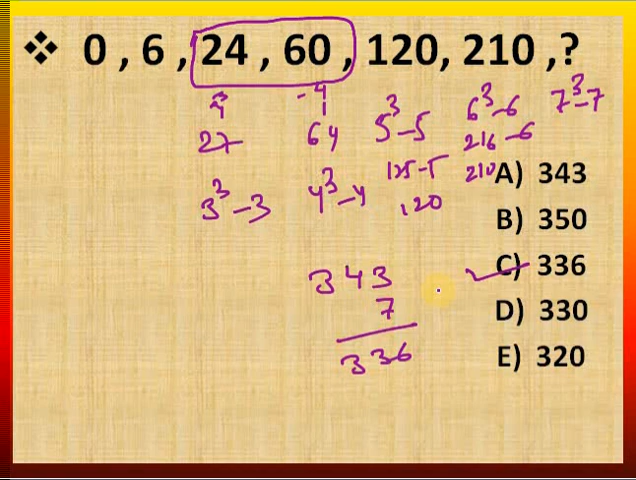 ❖ 0 , 6 , 24 , 60 , 120, 210 ,?
-4
27 64 5³-5 6³-6 7³-7
216 -6
3³-3 4³-4 125-5 210
120
A) 343
B) 350
C) 336
D) 330
E) 320
343
7
336